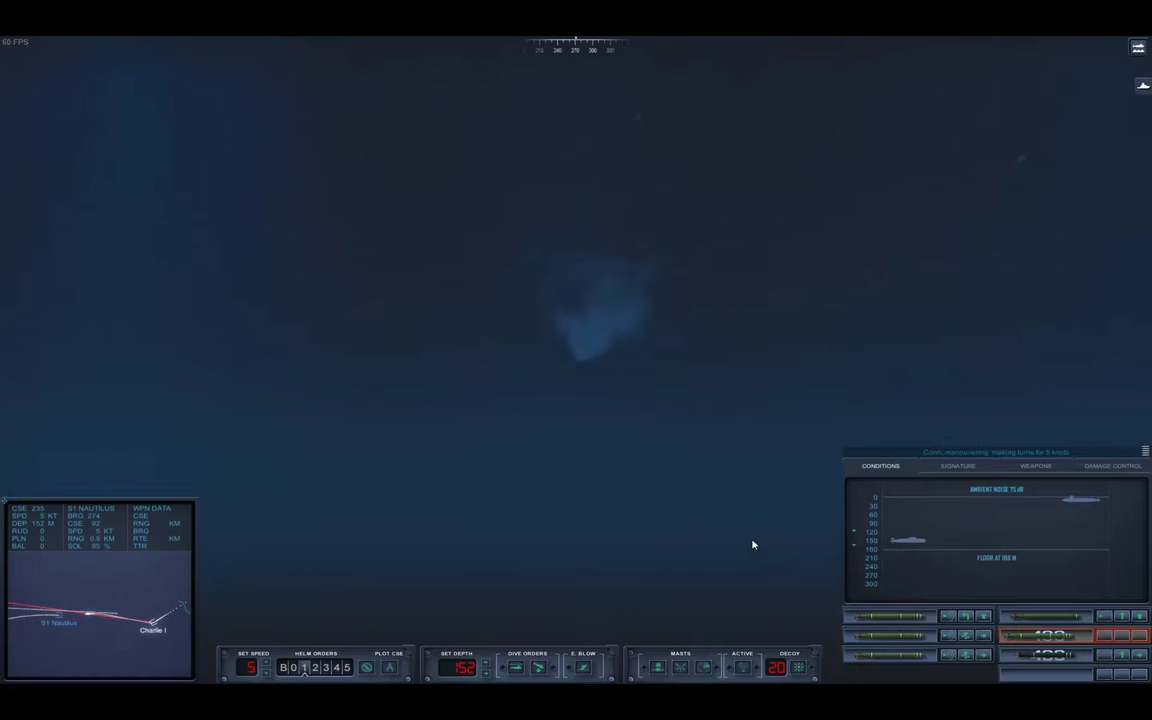 60 FPS
210 240 270 300 330
Conn, manouvering: making turns for 5 knots
CONDITIONS SIGNATURE WEAPONS DAMAGE CONTROL
AMBIENT NOISE 75 dB
0
30
60
90
120
150
180
210
240
270
300
FLOOR AT 188 M
CSE 235 S1 NAUTILUS WPN DATA
SPD 5 KT BRG 274 CSE
DEP 152 M CSE 92 RNG KM
RUD 0 SPD 5 KT BRG
PLN 0 RNG 0.9 KM RTE KM
BAL 0 SOL 95 % TTR
S1 Nautilus
Charlie I
SET SPEED HELM ORDERS PLOT CSE SET DEPTH DIVE ORDERS E. BLOW MASTS ACTIVE DECOY
5 B 0 1 2 3 4 5 A 152 20